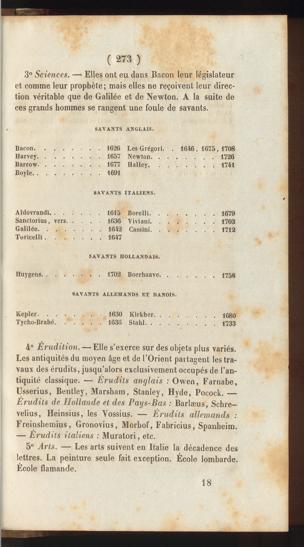 ( 273 )
3° Sciences. — Elles ont eu dans Bacon leur législateur
et comme leur prophète; mais elles ne reçoivent leur direc-
tion véritable que de Galilée et de Newton. A la suite de
ces grands hommes se rangent une foule de savants.
SAVANTS ANGLAIS.
Bacon. . . . . . . . 1626
Harvey. . . . . . . . 1657
Barrow. . . . . . . . 1677
Boyle. . . . . . . . 1691
Les Grégori. . 1646, 1675, 1708
Newton. . . . . . . . 1726
Halley. . . . . . . . 1741
SAVANTS ITALIENS.
Aldovrandi. . . . . . 1615
Sanctorius, vers. . . . 1636
Galilée. . . . . . . . 1642
Toricelli. . . . . . . 1647
Borelli. . . . . . . . 1679
Viviani. . . . . . . . 1703
Cassini. . . . . . . . 1712
SAVANTS HOLLANDAIS.
Huygens. . . . . . . . 1702
Boerhaave. . . . . . . 1738
SAVANTS ALLEMANDS ET DANOIS.
Kepler. . . . . . . . 1630
Tycho-Brahé. . . . . .
Kirkher. . . . . . . . 1680
Stahl. . . . . . . . 1733
4° Érudition. — Elle s'exerce sur des objets plus variés.
Les antiquités du moyen âge et de l'Orient partagent les tra-
vaux des érudits, jusqu'alors exclusivement occupés de l'an-
tiquité classique. — Érudits anglais : Owen, Farnabe,
Usserius, Bentley, Marsham, Stanley, Hyde, Pocock. —
Érudits de Hollande et des Pays-Bas : Barlæus, Schre-
velius, Heinsius, les Vossius. — Érudits allemands :
Freinshemius, Gronovius, Morhof, Fabricius, Spanheim.
— Érudits italiens : Muratori, etc.
5° Arts. — Les arts suivent en Italie la décadence des
lettres. La peinture seule fait exception. École lombarde.
École flamande.
18